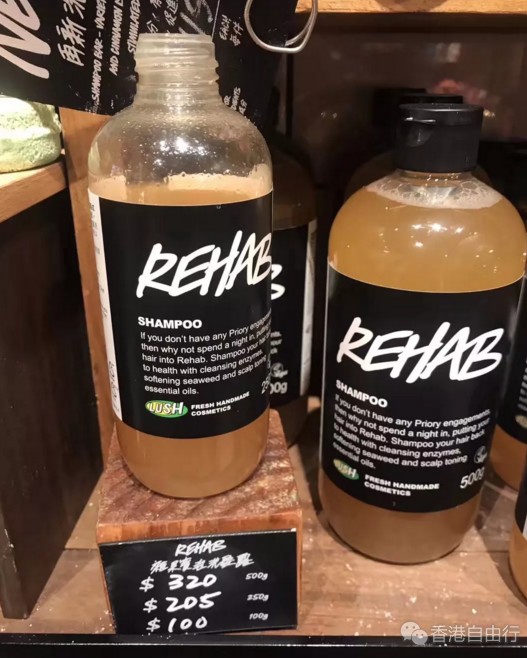 REHAB
SHAMPOO
If you don't have any Priory engagements,
then why not spend a night in, putting your
hair into Rehab. Shampoo your hair back
to health with cleansing enzymes,
softening seaweed and scalp toning
essential oils.
LUSH FRESH HANDMADE
COSMETICS
500g
REHAB
SHAMPOO
If you don't have any Priory engagements,
then why not spend a night in,
hair into Rehab. Shampoo your
to health with cleansing enzymes,
softening seaweed and scalp toning
essential oils.
LUSH FRESH HANDMADE
COSMETICS
REHAB
$ 320 500g
$ 205 250g
$ 100 100g
香港自由行